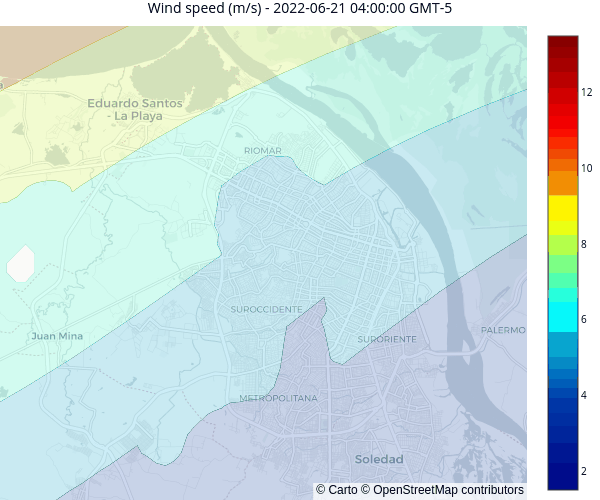 Wind speed (m/s) - 2022-06-21 04:00:00 GMT-5
Eduardo Santos
- La Playa
RIOMAR
SUROCCIDENTE
Juan Mina
SURORIENTE
PALERMO
METROPOLITANA
Soledad
© Carto © OpenStreetMap contributors
12
10
8
6
4
2